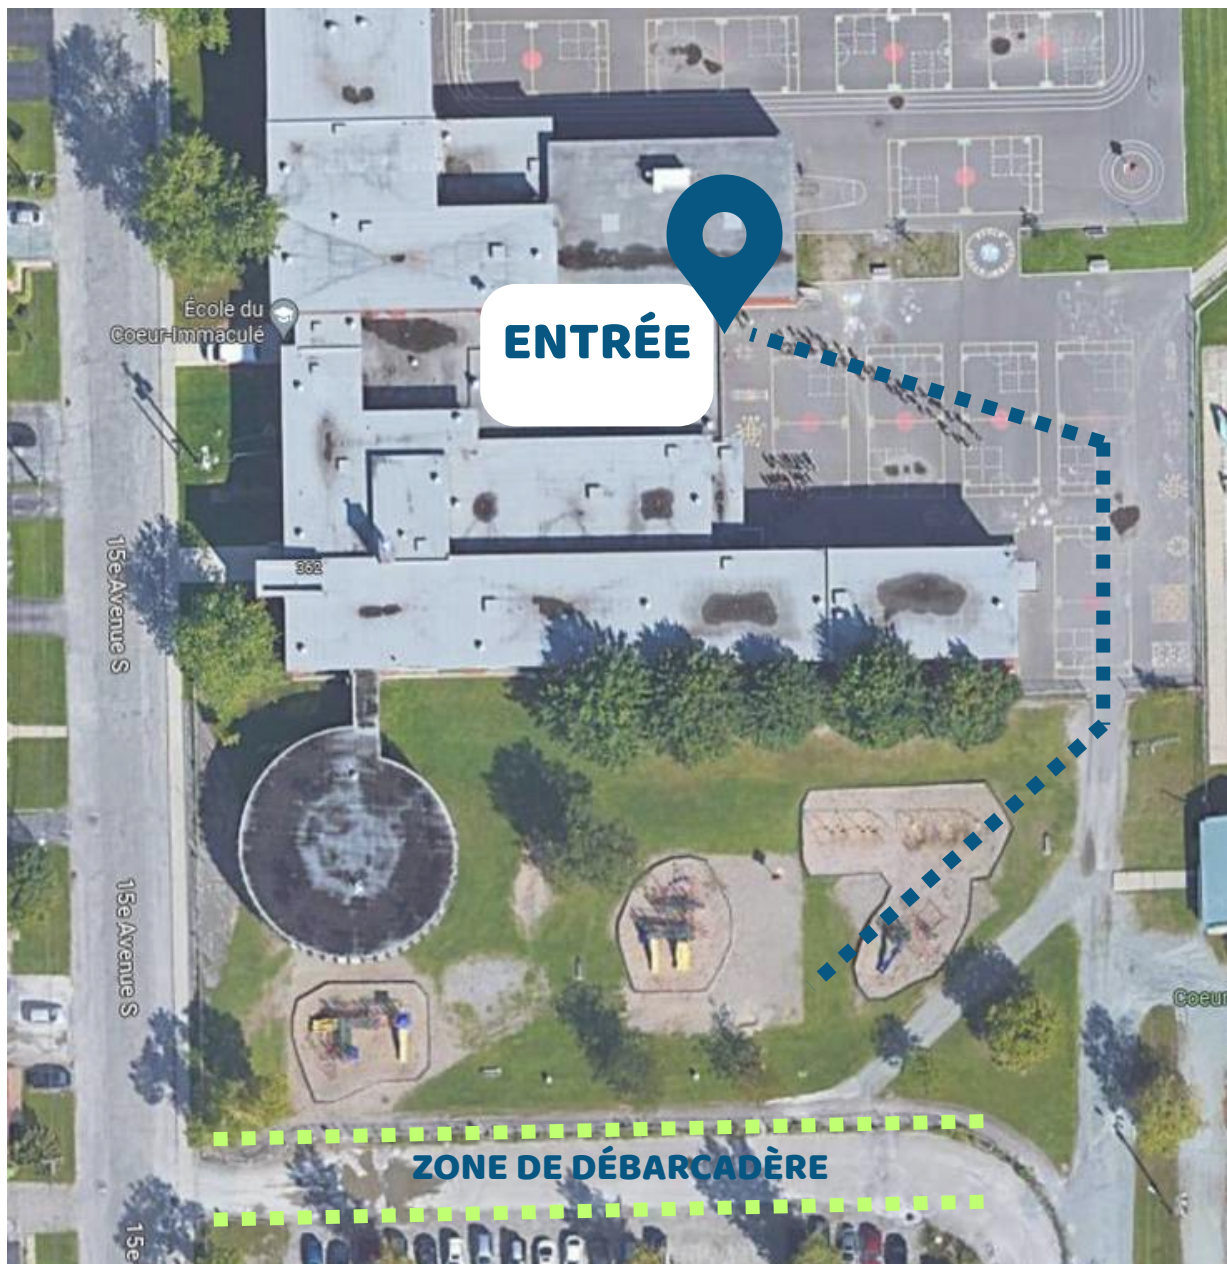 École du
Coeur-Immaculé
ENTRÉE
362
15e Avenue S
15e Avenue S
Coeur
ZONE DE DÉBARCADÈRE
15e